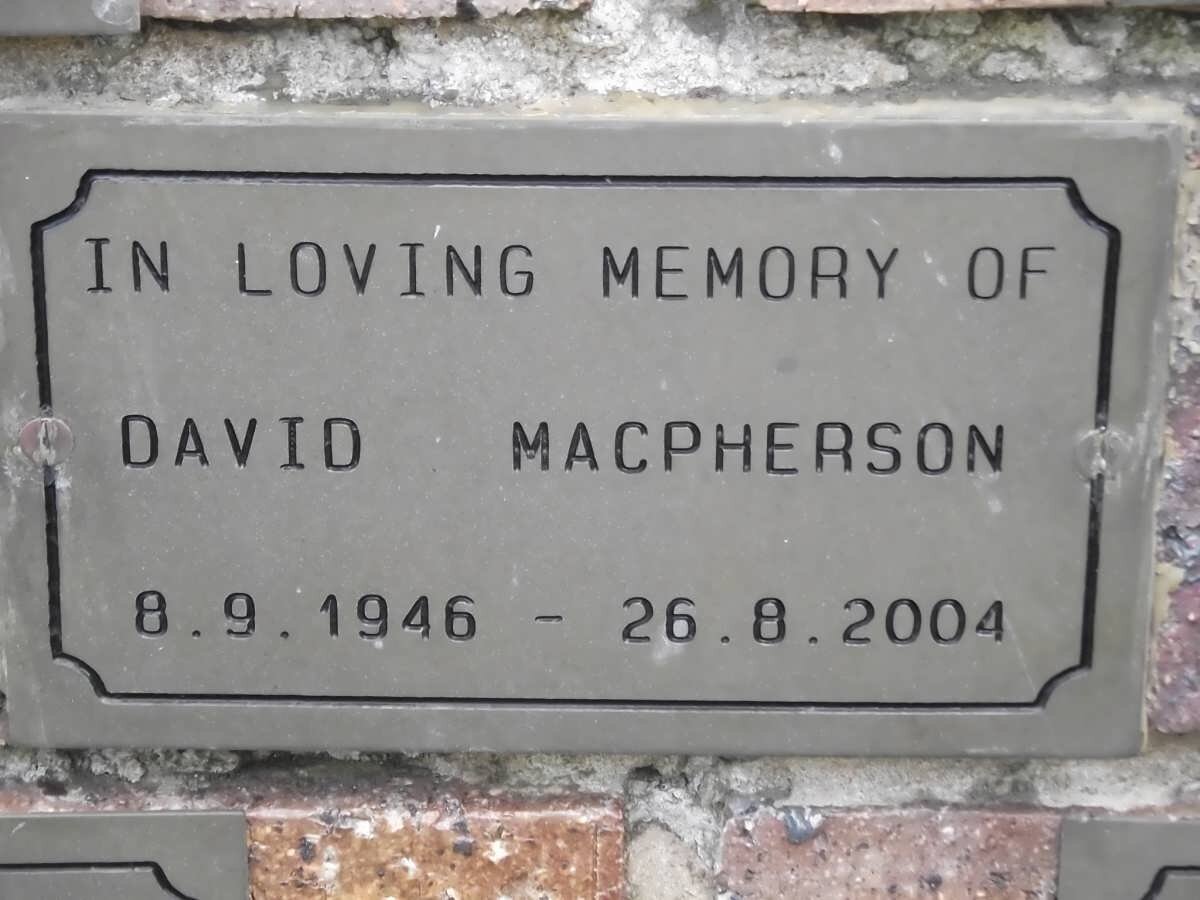 IN LOVING MEMORY OF
DAVID MACPHERSON
8.9.1946 - 26.8.2004